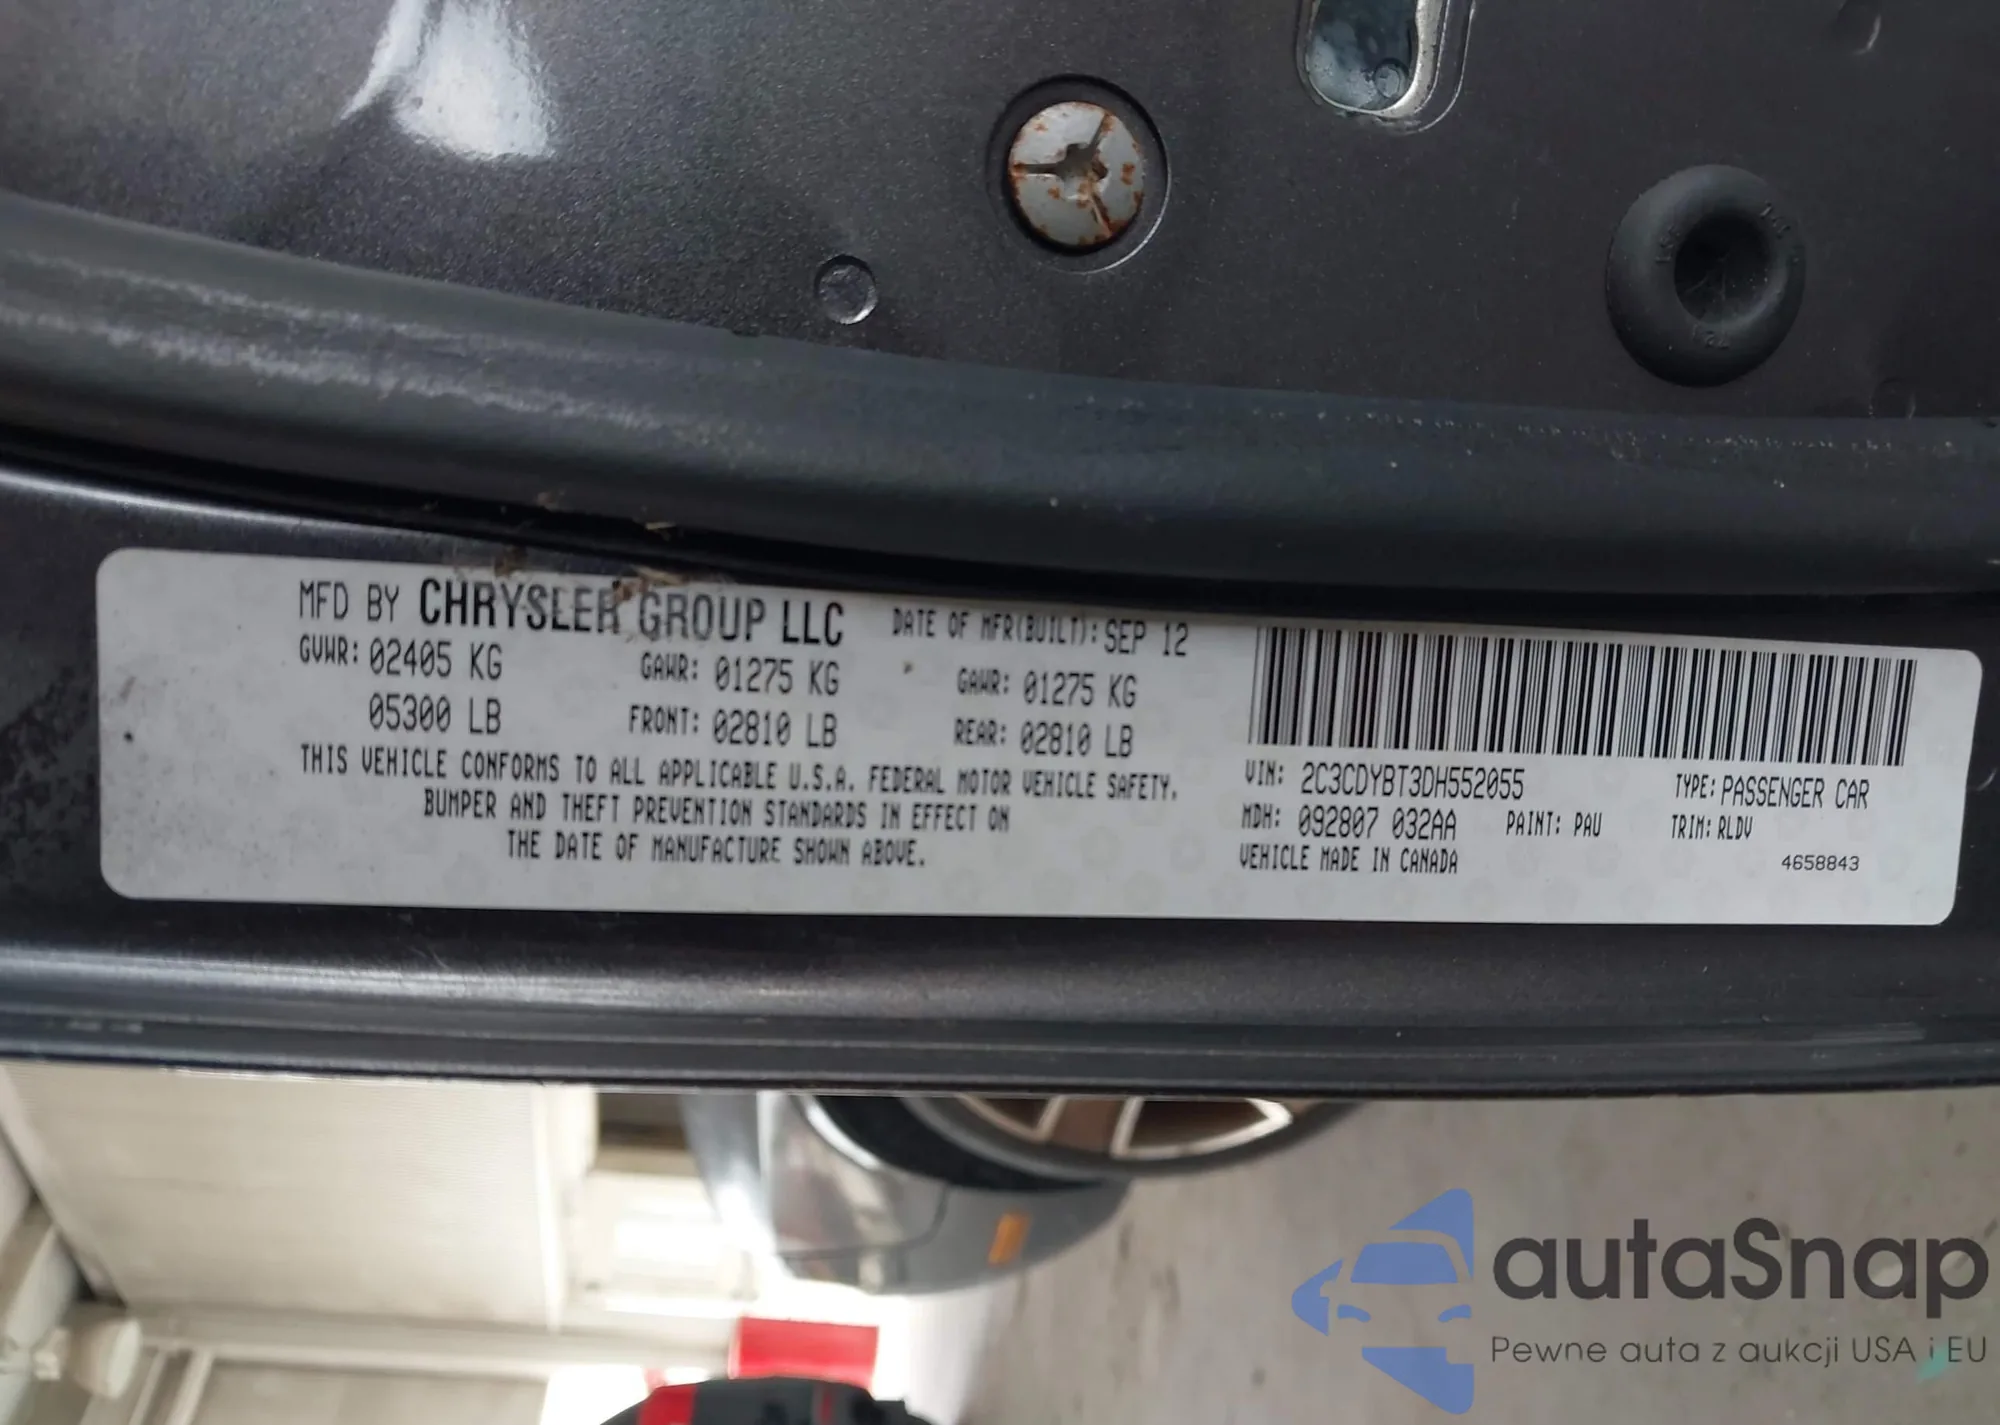 MFD BY CHRYSLER GROUP LLC DATE OF MFR(BUILT): SEP 12
GVWR: 02405 KG GAWR: 01275 KG GAWR: 01275 KG
05300 LB FRONT: 02810 LB REAR: 02810 LB
THIS VEHICLE CONFORMS TO ALL APPLICABLE U.S.A. FEDERAL MOTOR VEHICLE SAFETY,
BUMPER AND THEFT PREVENTION STANDARDS IN EFFECT ON
THE DATE OF MANUFACTURE SHOWN ABOVE.
VIN: 2C3CDYBT3DH552055 TYPE: PASSENGER CAR
MDH: 092807 032AA PAINT: PAU TRIM: RLDV
VEHICLE MADE IN CANADA 4658843
autaSnap
Pewne auta z aukcji USA i EU